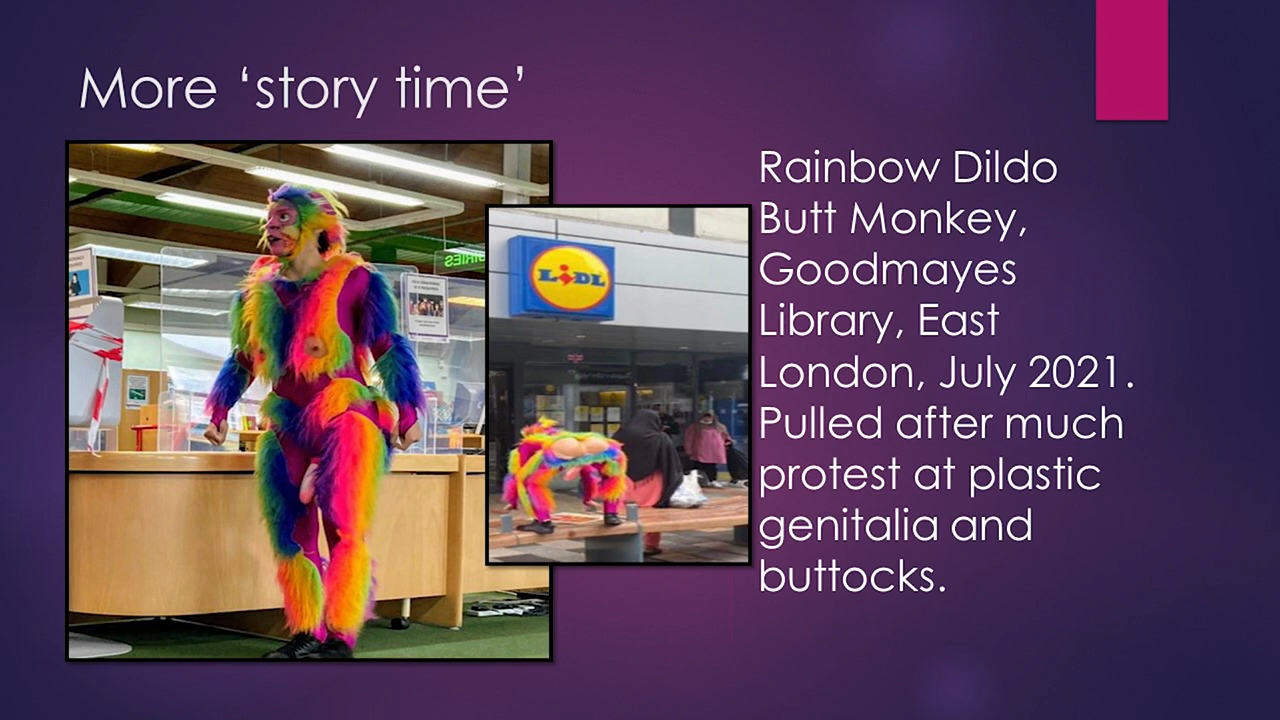 More ‘story time’
LIDL
Rainbow Dildo
Butt Monkey,
Goodmayes
Library, East
London, July 2021.
Pulled after much
protest at plastic
genitalia and
buttocks.